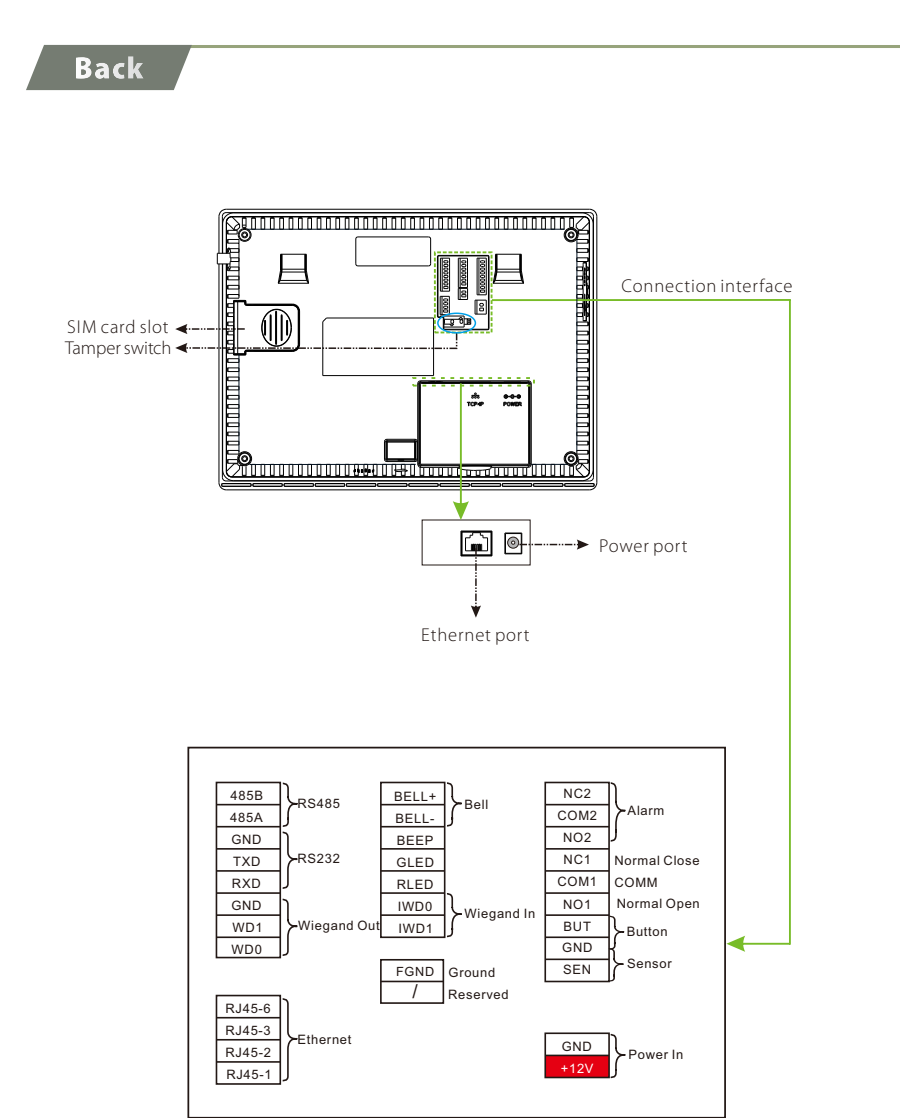 Back
Connection interface
SIM card slot
Tamper switch
TCP/IP
POWER
Power port
Ethernet port
485B
485A
RS485
GND
TXD
RXD
RS232
GND
WD1
WD0
Wiegand Out
RJ45-6
RJ45-3
RJ45-2
RJ45-1
Ethernet
BELL+
BELL-
Bell
BEEP
GLED
RLED
IWD0
IWD1
Wiegand In
FGND Ground
/ Reserved
NC2
COM2
NO2
Alarm
NC1 Normal Close
COM1 COMM
NO1 Normal Open
BUT
GND
SEN
Button
Sensor
GND
+12V
Power In